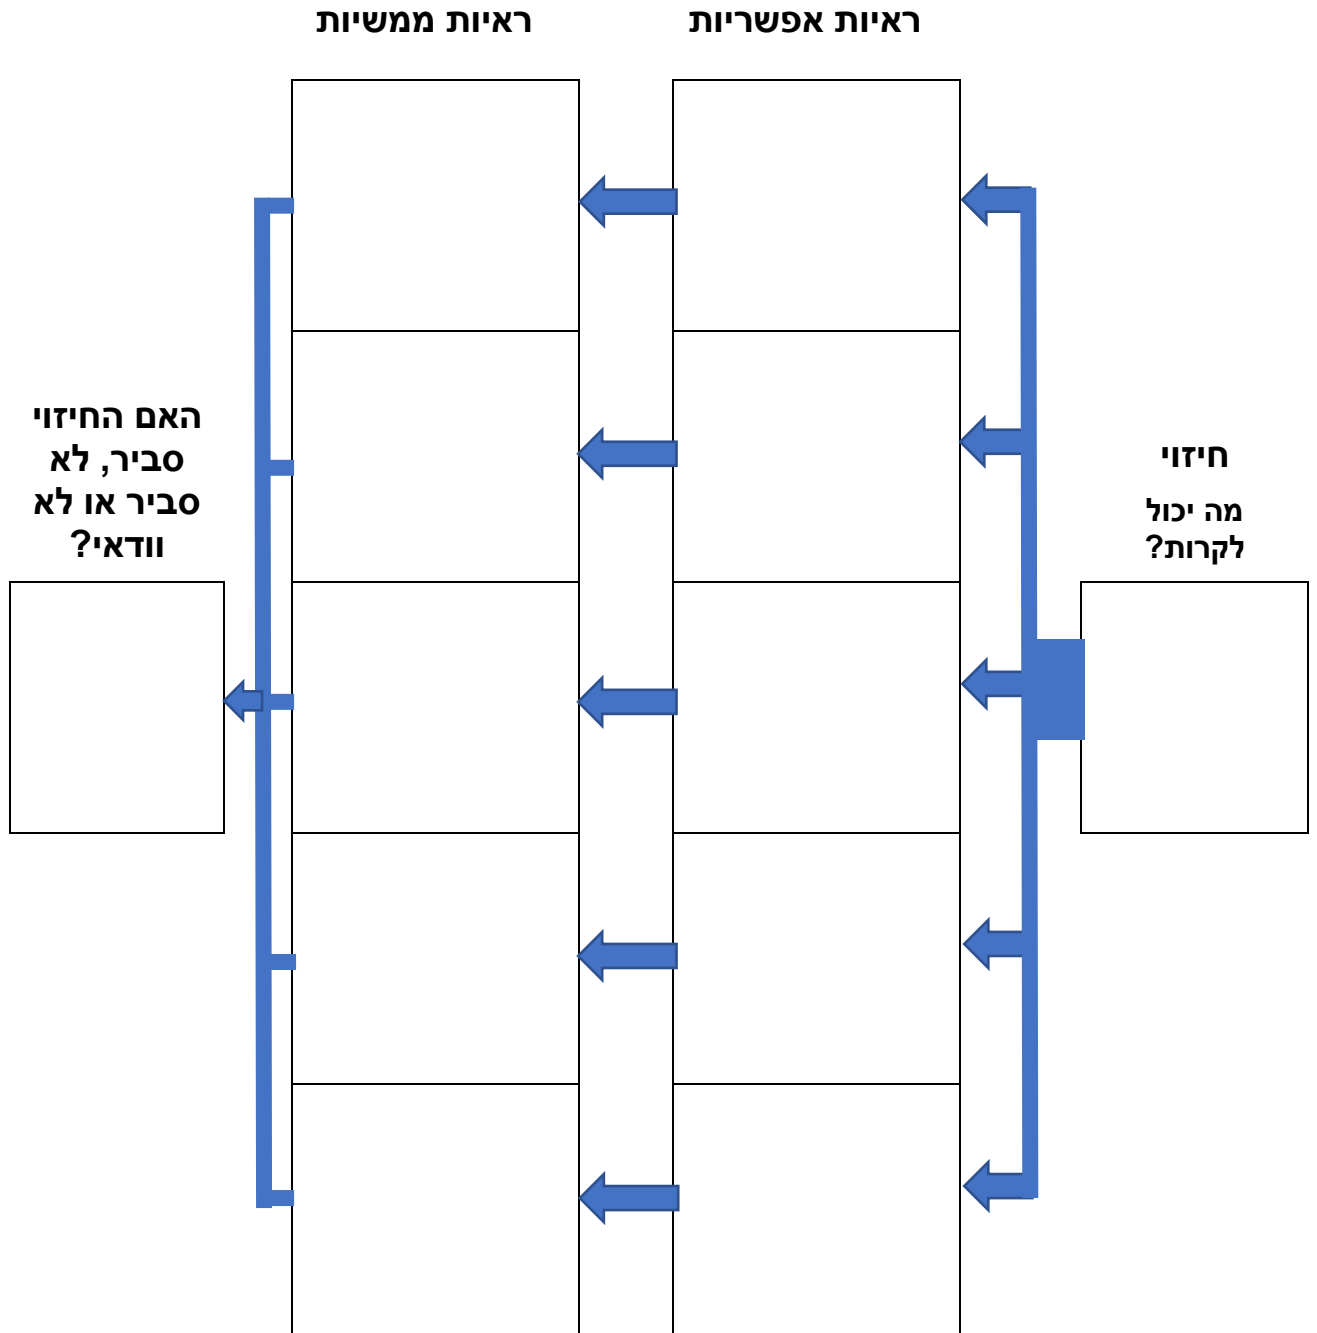 ראיות אפשריות
ראיות ממשיות
חיזוי
מה יכול
לקרות?
האם החיזוי
סביר, לא
סביר או לא
וודאי?